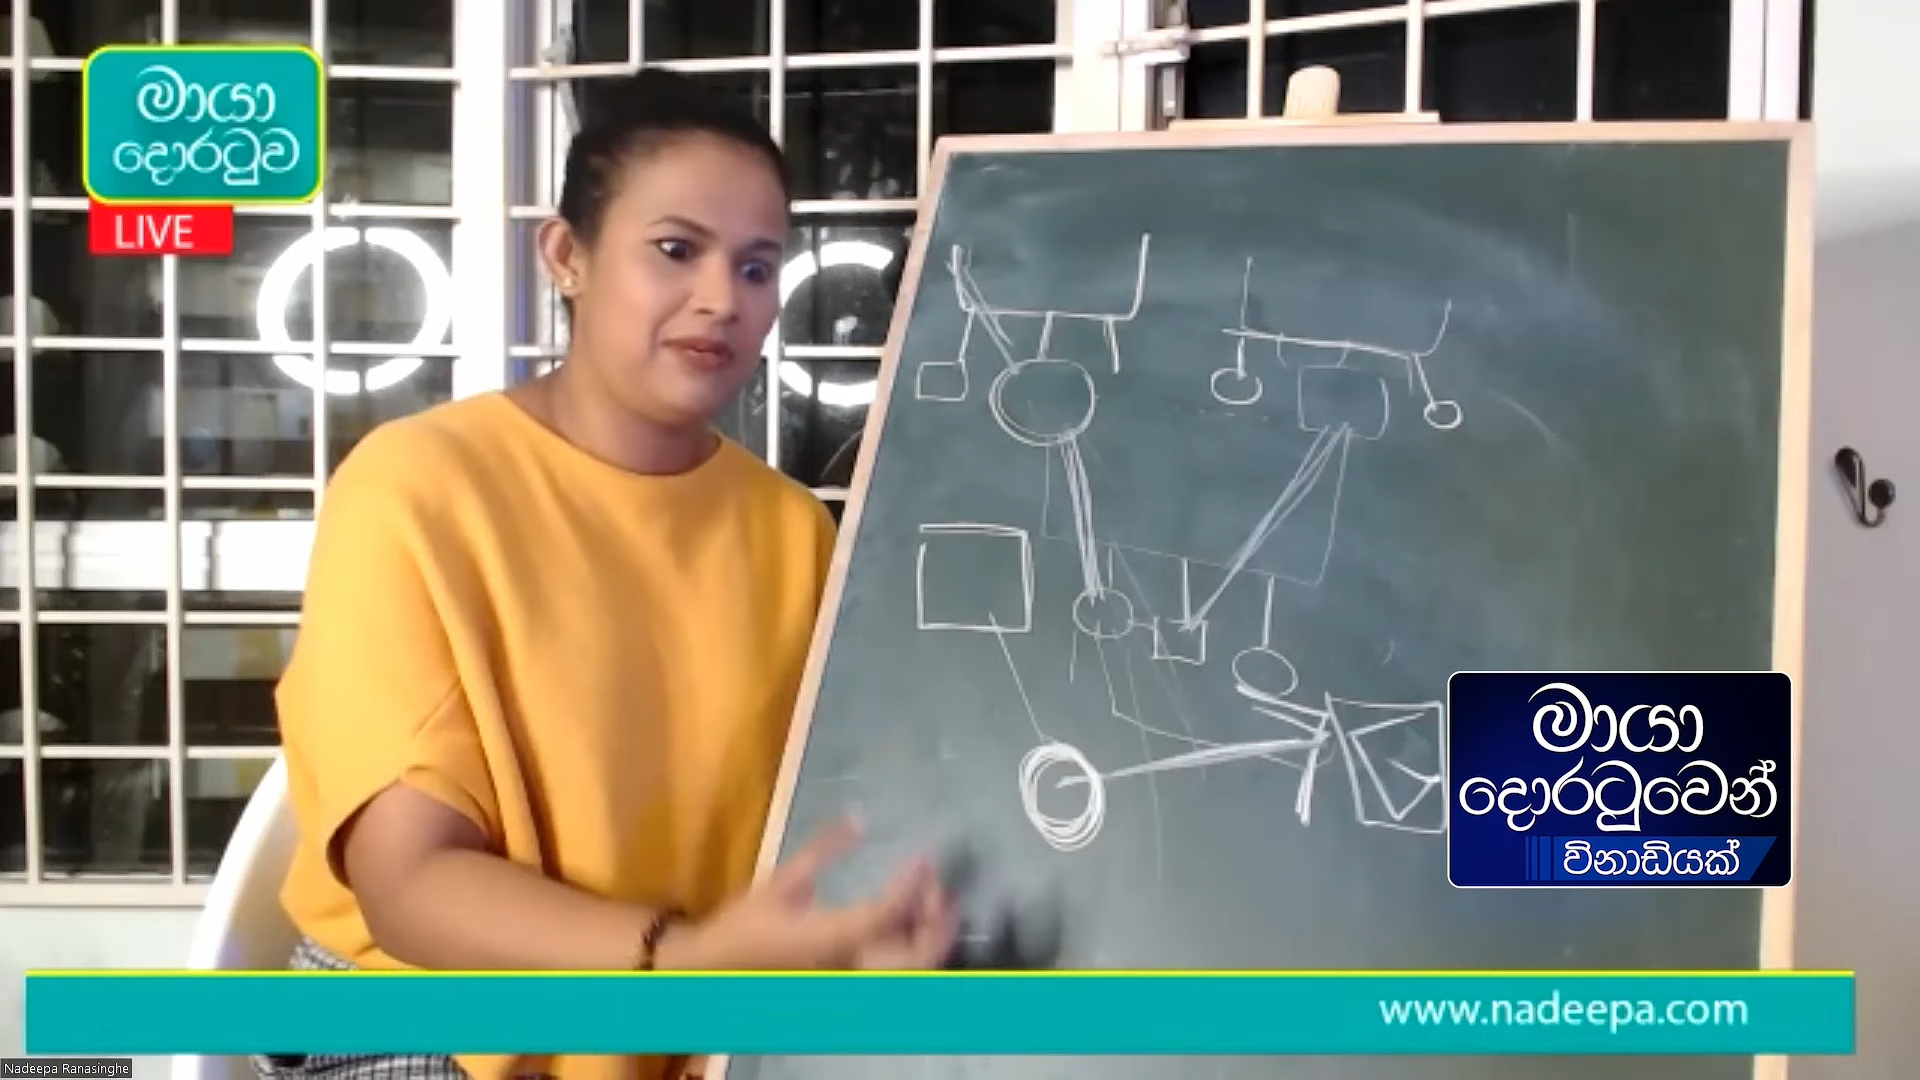 මායා
දොරටුව
LIVE
මායා
දොරටුවෙන්
විනාඩියක්
www.nadeepa.com
Nadeepa Ranasinghe